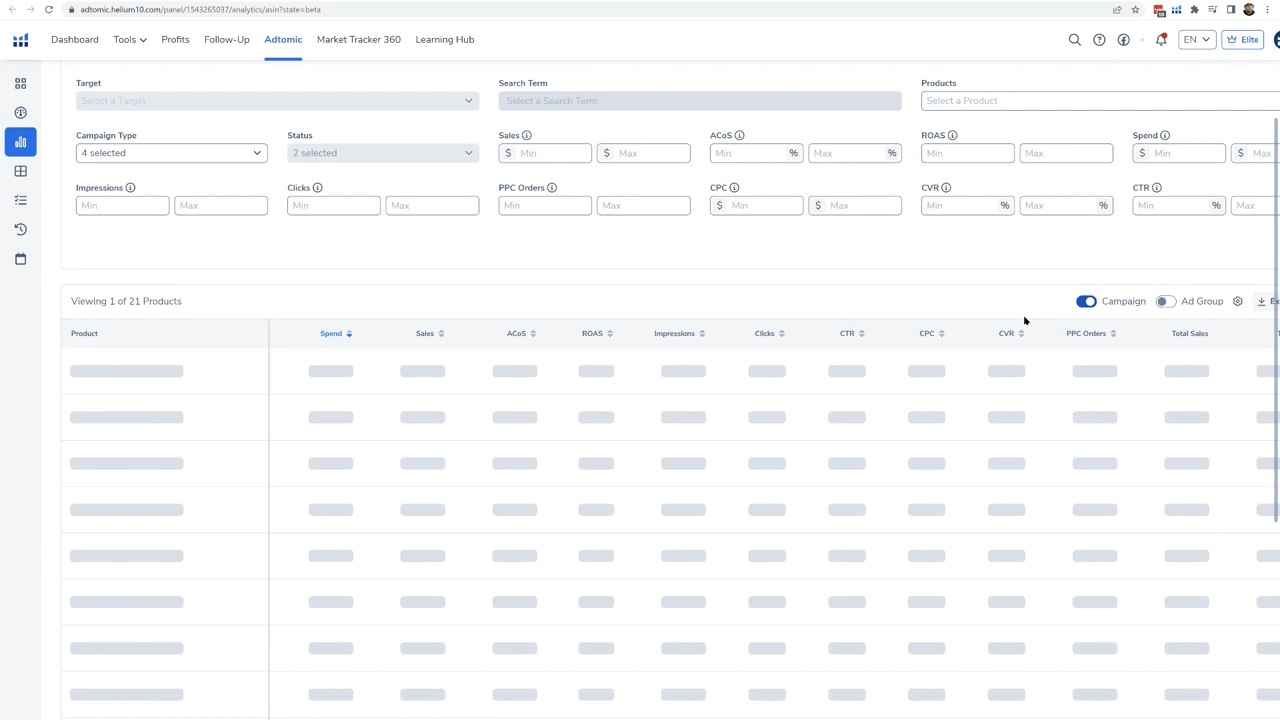 adtomic.helium10.com/panel/1543265037/analytics/asin?state=beta
Dashboard Tools Profits Follow-Up Adtomic Market Tracker 360 Learning Hub EN Elite
Target Search Term Products
Select a Target Select a Search Term Select a Product
Campaign Type Status Sales ACoS ROAS Spend
4 selected 2 selected $ Min $ Max Min % Max % Min Max $ Min $ Max
Impressions Clicks PPC Orders CPC CVR CTR
Min Max Min Max Min Max $ Min $ Max Min % Max % Min % Max
Viewing 1 of 21 Products Campaign Ad Group
Product Spend Sales ACoS ROAS Impressions Clicks CTR CPC CVR PPC Orders Total Sales